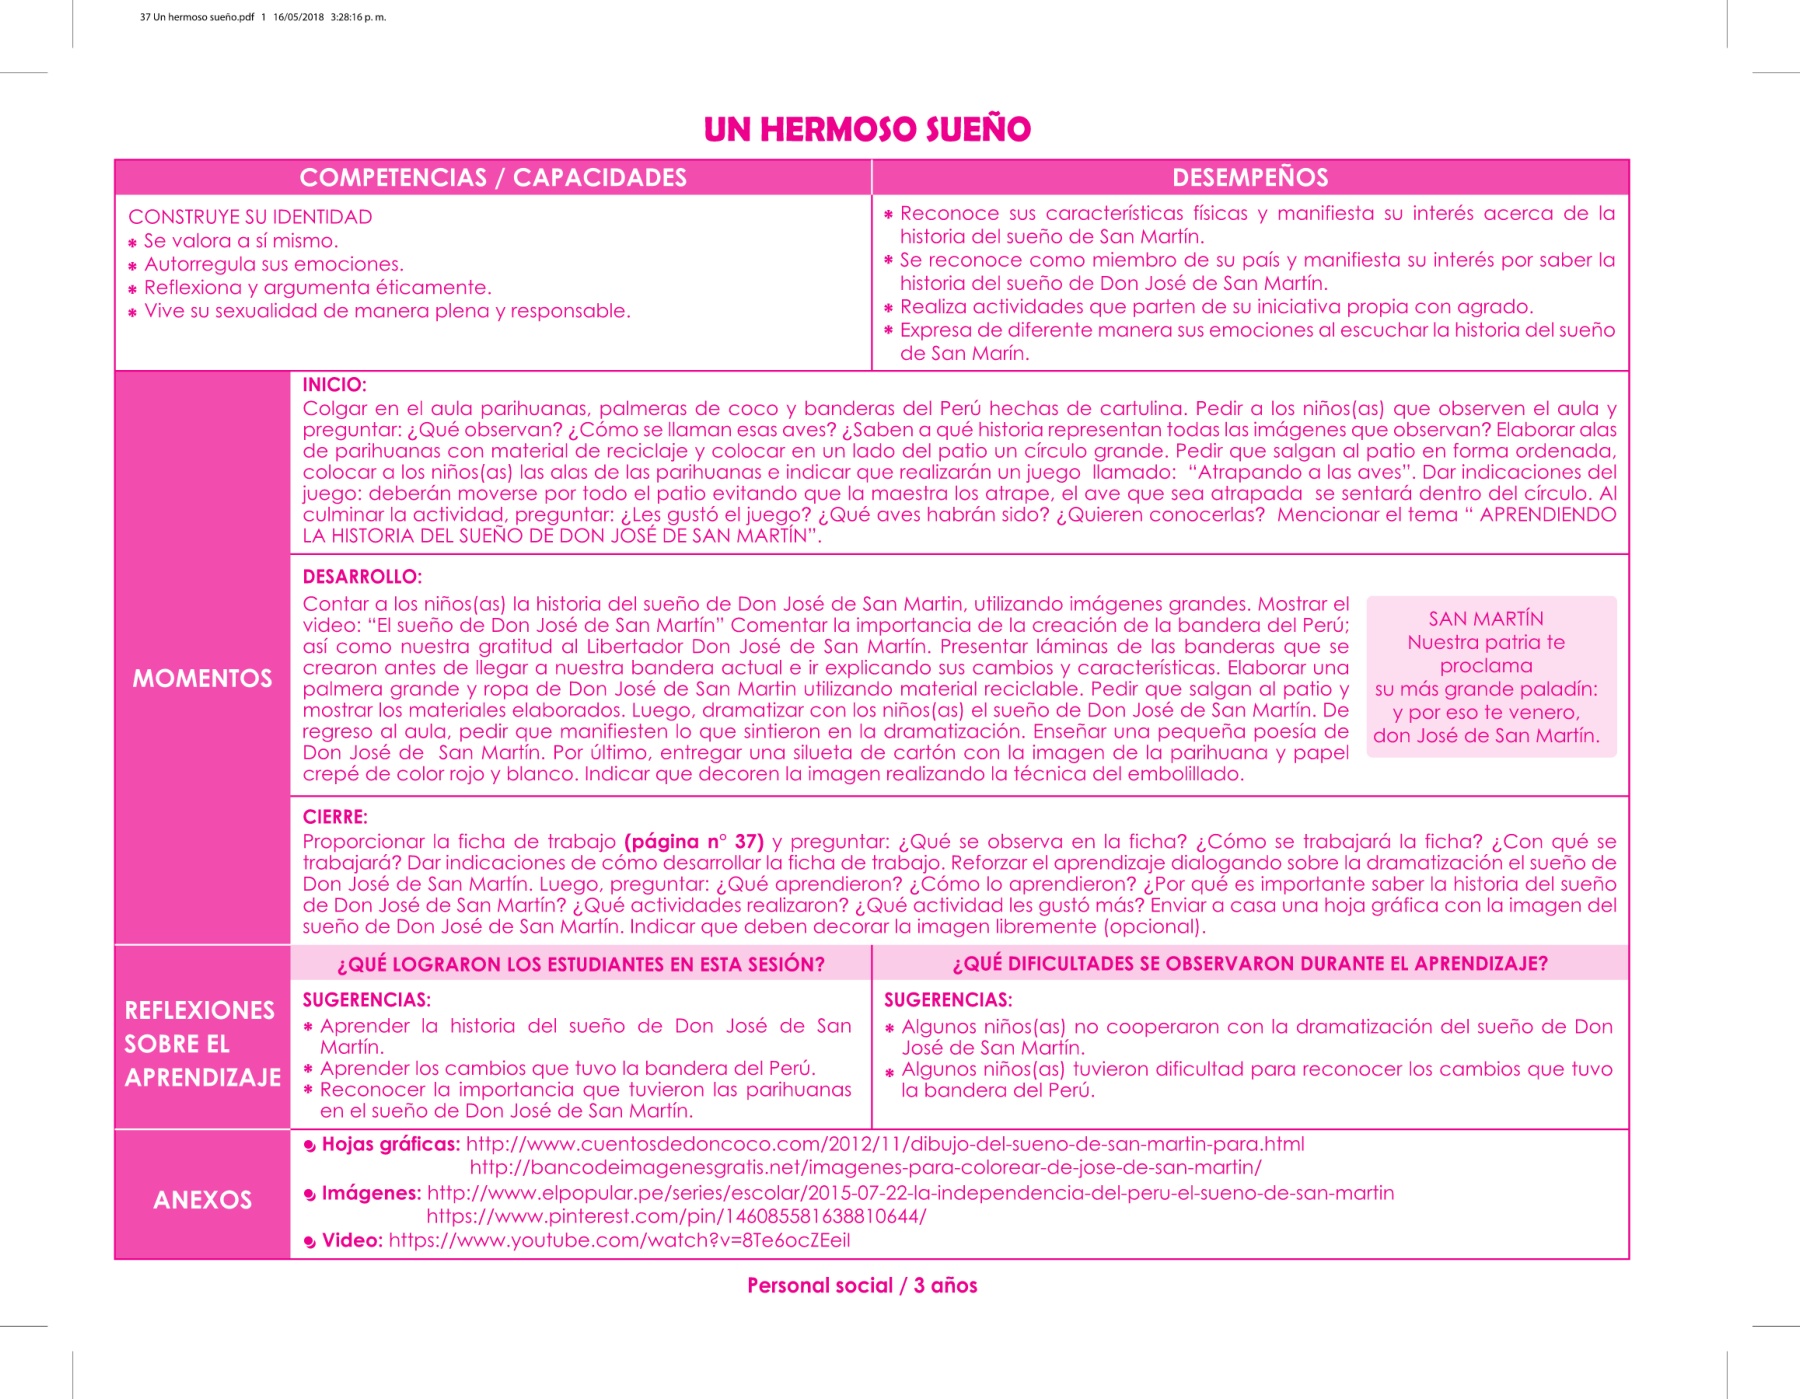 37 Un hermoso sueño.pdf 1 16/05/2018 3:28:16 p. m.
UN HERMOSO SUEÑO
COMPETENCIAS / CAPACIDADES
DESEMPEÑOS
CONSTRUYE SU IDENTIDAD
* Se valora a sí mismo.
* Autorregula sus emociones.
* Reflexiona y argumenta éticamente.
* Vive su sexualidad de manera plena y responsable.
* Reconoce sus características físicas y manifiesta su interés acerca de la
historia del sueño de San Martín.
* Se reconoce como miembro de su país y manifiesta su interés por saber la
historia del sueño de Don José de San Martín.
* Realiza actividades que parten de su iniciativa propia con agrado.
* Expresa de diferente manera sus emociones al escuchar la historia del sueño
de San Marín.
MOMENTOS
INICIO:
Colgar en el aula parihuanas, palmeras de coco y banderas del Perú hechas de cartulina. Pedir a los niños(as) que observen el aula y
preguntar: ¿Qué observan? ¿Cómo se llaman esas aves? ¿Saben a qué historia representan todas las imágenes que observan? Elaborar alas
de parihuanas con material de reciclaje y colocar en un lado del patio un círculo grande. Pedir que salgan al patio en forma ordenada,
colocar a los niños(as) las alas de las parihuanas e indicar que realizarán un juego llamado: “Atrapando a las aves”. Dar indicaciones del
juego: deberán moverse por todo el patio evitando que la maestra los atrape, el ave que sea atrapada se sentará dentro del círculo. Al
culminar la actividad, preguntar: ¿Les gustó el juego? ¿Qué aves habrán sido? ¿Quieren conocerlas? Mencionar el tema “ APRENDIENDO
LA HISTORIA DEL SUEÑO DE DON JOSÉ DE SAN MARTÍN”.
DESARROLLO:
Contar a los niños(as) la historia del sueño de Don José de San Martin, utilizando imágenes grandes. Mostrar el
video: “El sueño de Don José de San Martín” Comentar la importancia de la creación de la bandera del Perú;
así como nuestra gratitud al Libertador Don José de San Martín. Presentar láminas de las banderas que se
crearon antes de llegar a nuestra bandera actual e ir explicando sus cambios y características. Elaborar una
palmera grande y ropa de Don José de San Martin utilizando material reciclable. Pedir que salgan al patio y
mostrar los materiales elaborados. Luego, dramatizar con los niños(as) el sueño de Don José de San Martín. De
regreso al aula, pedir que manifiesten lo que sintieron en la dramatización. Enseñar una pequeña poesía de
Don José de San Martín. Por último, entregar una silueta de cartón con la imagen de la parihuana y papel
crepé de color rojo y blanco. Indicar que decoren la imagen realizando la técnica del embolillado.
SAN MARTÍN
Nuestra patria te
proclama
su más grande paladín:
y por eso te venero,
don José de San Martín.
CIERRE:
Proporcionar la ficha de trabajo (página n° 37) y preguntar: ¿Qué se observa en la ficha? ¿Cómo se trabajará la ficha? ¿Con qué se
trabajará? Dar indicaciones de cómo desarrollar la ficha de trabajo. Reforzar el aprendizaje dialogando sobre la dramatización el sueño de
Don José de San Martín. Luego, preguntar: ¿Qué aprendieron? ¿Cómo lo aprendieron? ¿Por qué es importante saber la historia del sueño
de Don José de San Martín? ¿Qué actividades realizaron? ¿Qué actividad les gustó más? Enviar a casa una hoja gráfica con la imagen del
sueño de Don José de San Martín. Indicar que deben decorar la imagen libremente (opcional).
REFLEXIONES
SOBRE EL
APRENDIZAJE
¿QUÉ LOGRARON LOS ESTUDIANTES EN ESTA SESIÓN?
SUGERENCIAS:
* Aprender la historia del sueño de Don José de San
Martín.
* Aprender los cambios que tuvo la bandera del Perú.
* Reconocer la importancia que tuvieron las parihuanas
en el sueño de Don José de San Martín.
¿QUÉ DIFICULTADES SE OBSERVARON DURANTE EL APRENDIZAJE?
SUGERENCIAS:
* Algunos niños(as) no cooperaron con la dramatización del sueño de Don
José de San Martín.
* Algunos niños(as) tuvieron dificultad para reconocer los cambios que tuvo
la bandera del Perú.
ANEXOS
Hojas gráficas: http://www.cuentosdedoncoco.com/2012/11/dibujo-del-sueno-de-san-martin-para.html
http://bancodeimagenesgratis.net/imagenes-para-colorear-de-jose-de-san-martin/
Imágenes: http://www.elpopular.pe/series/escolar/2015-07-22-la-independencia-del-peru-el-sueno-de-san-martin
https://www.pinterest.com/pin/146085581638810644/
Video: https://www.youtube.com/watch?v=8Te6ocZEeiI
Personal social / 3 años